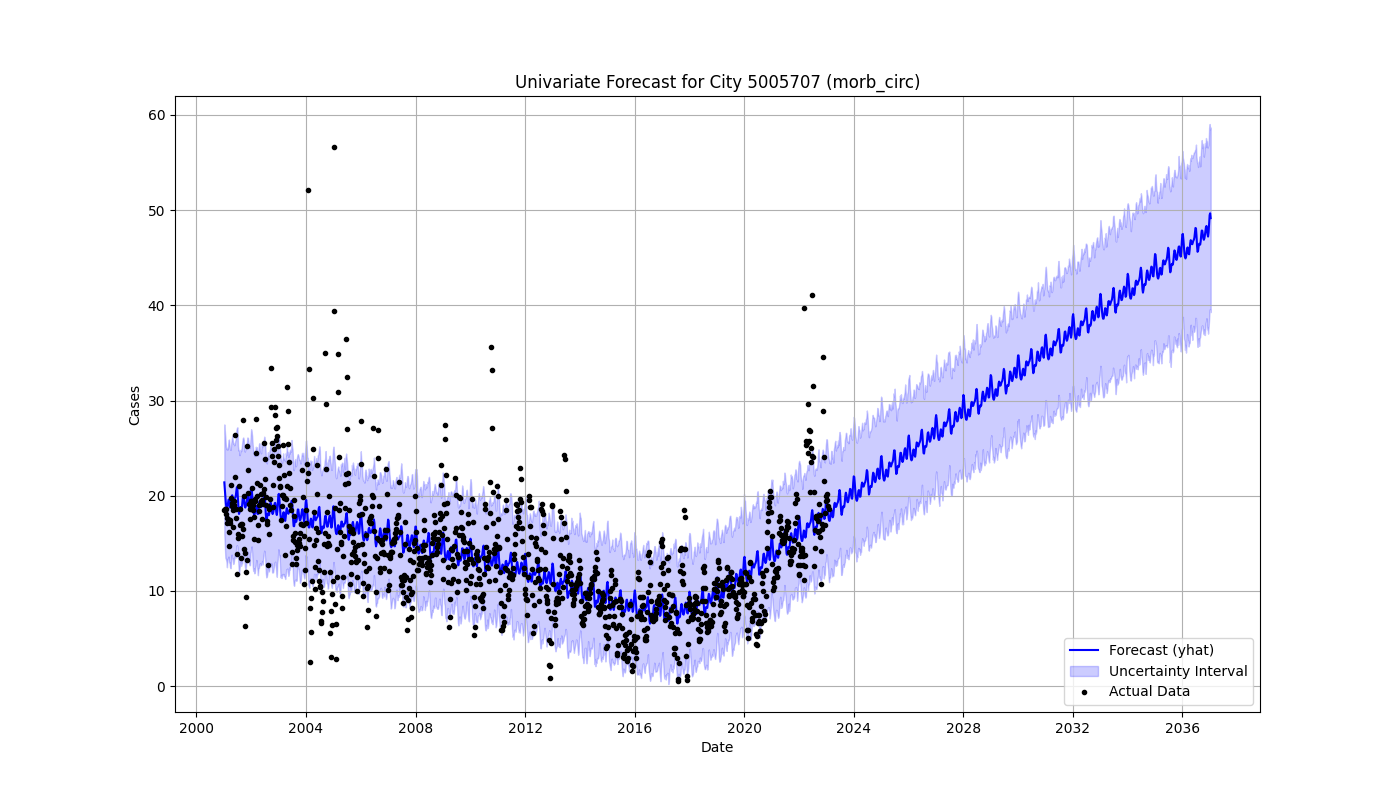 Univariate Forecast for City 5005707 (morb_circ)
60
50
40
30
20
10
0
Cases
2000 2004 2008 2012 2016 2020 2024 2028 2032 2036
Date
Forecast (yhat)
Uncertainty Interval
Actual Data